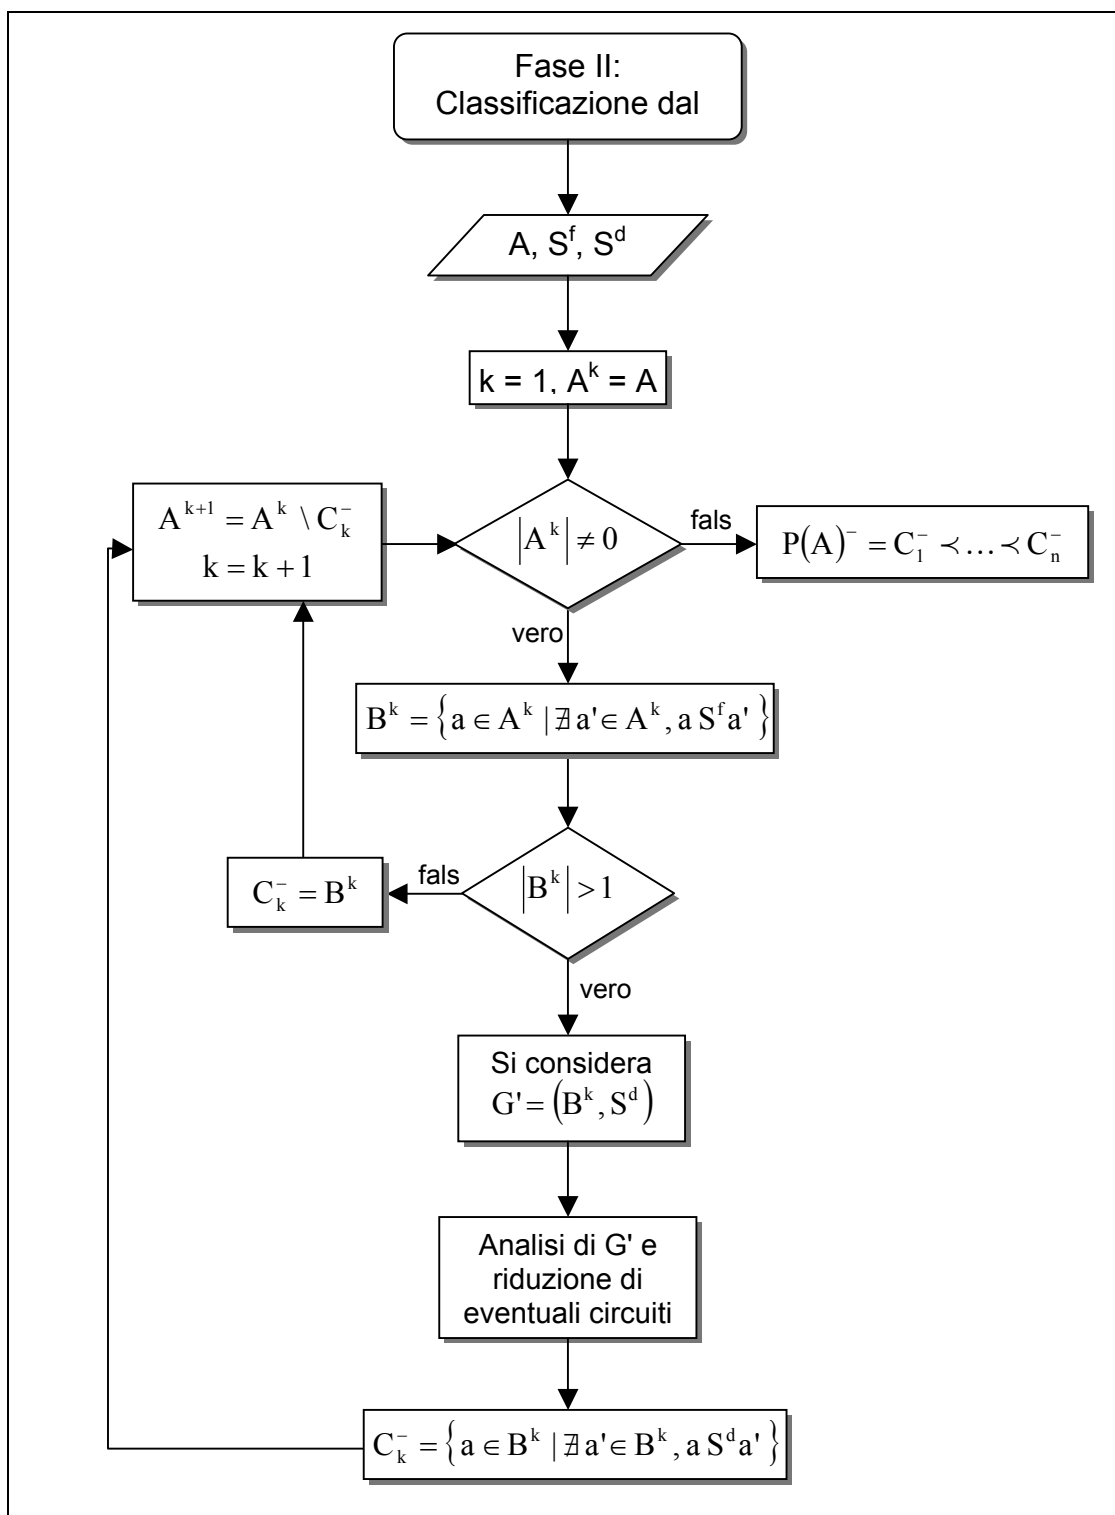 Fase II:
Classificazione dal
A, S^f, S^d
k = 1, A^k = A
A^{k+1} = A^k \ C_k^-
k = k + 1
|A^k| ≠ 0
fals
P(A)^- = C_1^- ≺ … ≺ C_n^-
vero
B^k = {a ∈ A^k | ∄ a' ∈ A^k, a S^f a'}
|B^k| > 1
fals
C_k^- = B^k
vero
Si considera
G' = (B^k, S^d)
Analisi di G' e
riduzione di
eventuali circuiti
C_k^- = {a ∈ B^k | ∄ a' ∈ B^k, a S^d a'}